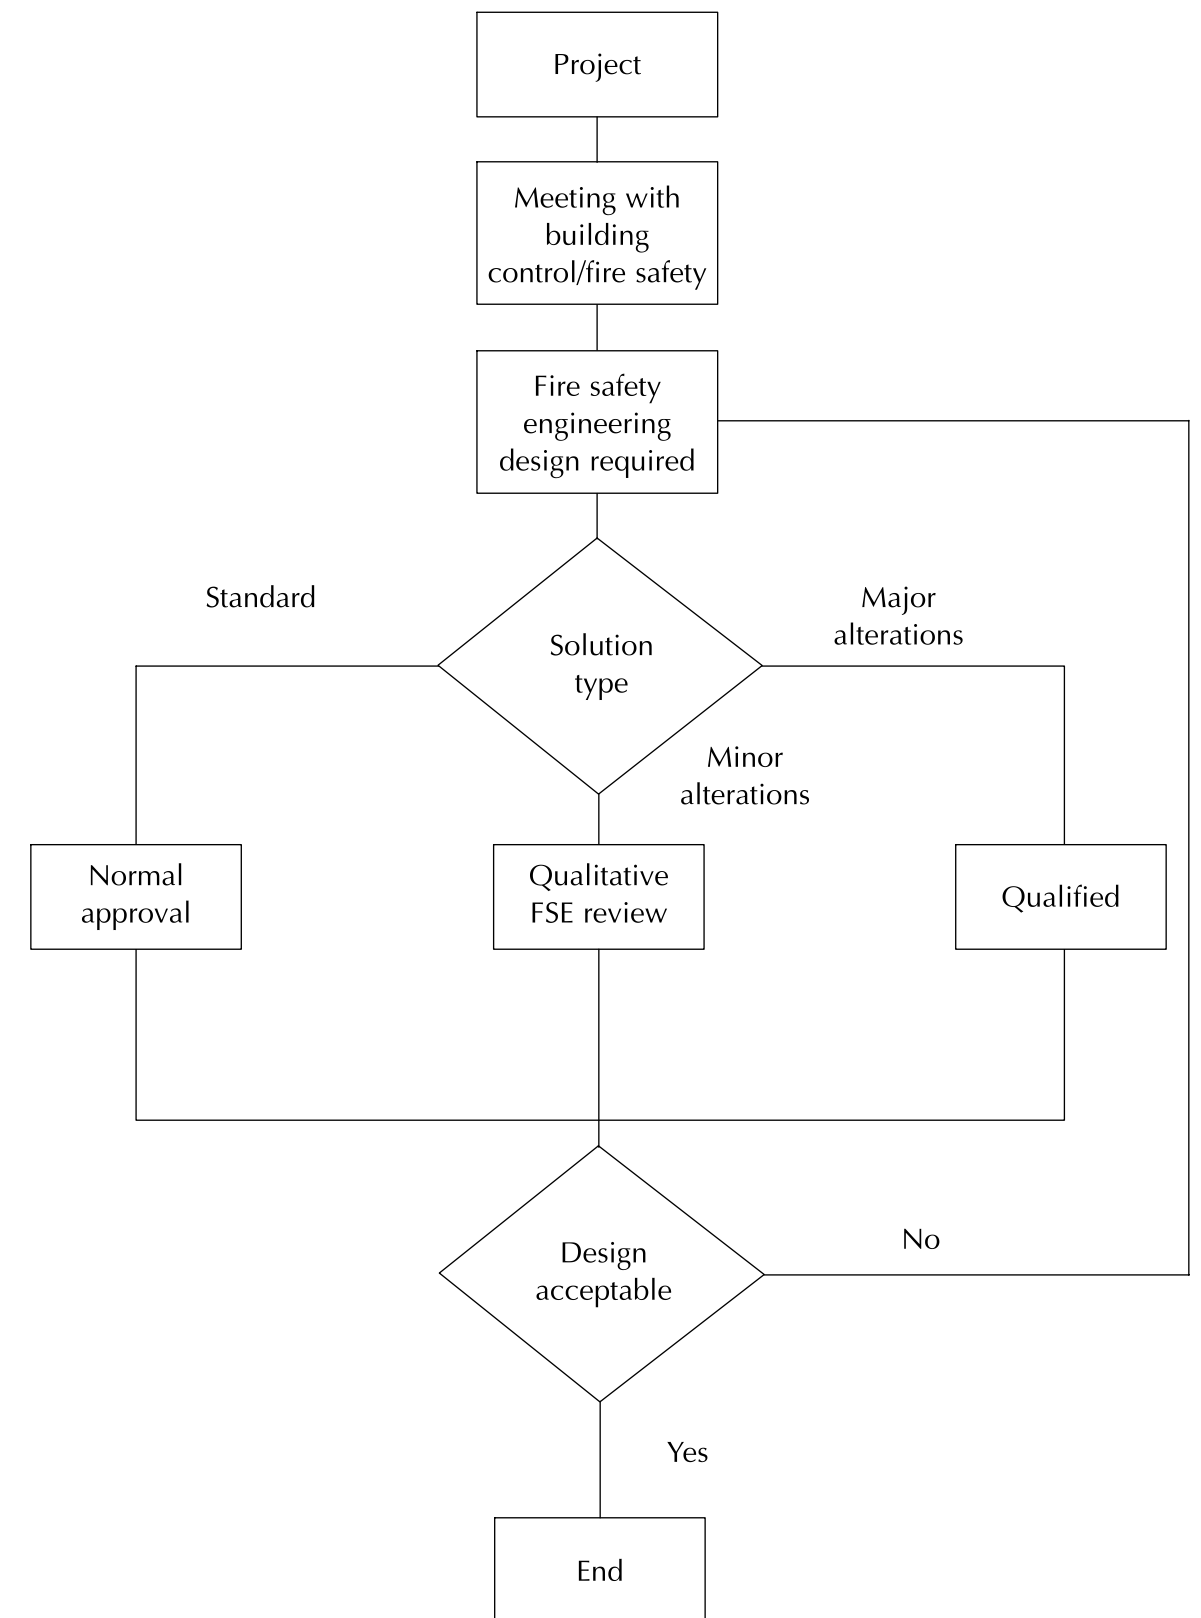 Project
Meeting with
building
control/fire safety
Fire safety
engineering
design required
Standard
Major
alterations
Solution
type
Minor
alterations
Normal
approval
Qualitative
FSE review
Qualified
No
Design
acceptable
Yes
End